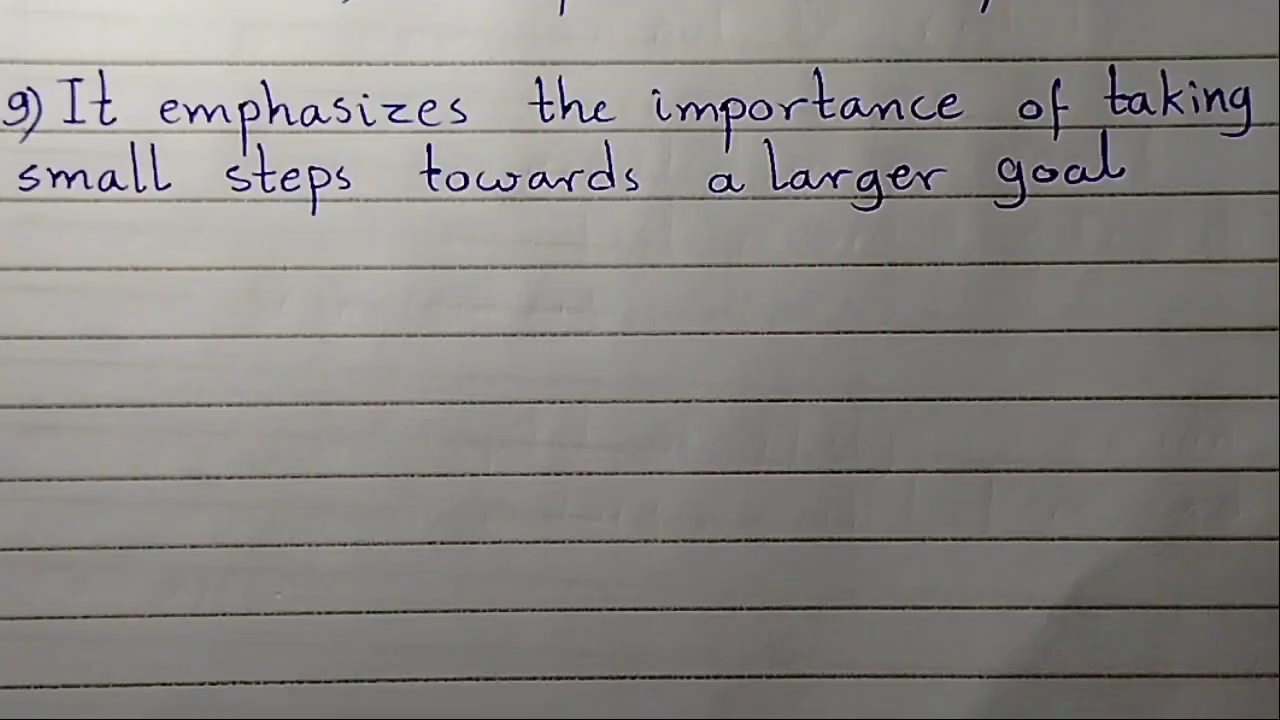 9) It emphasizes the importance of taking
small steps towards a larger goal